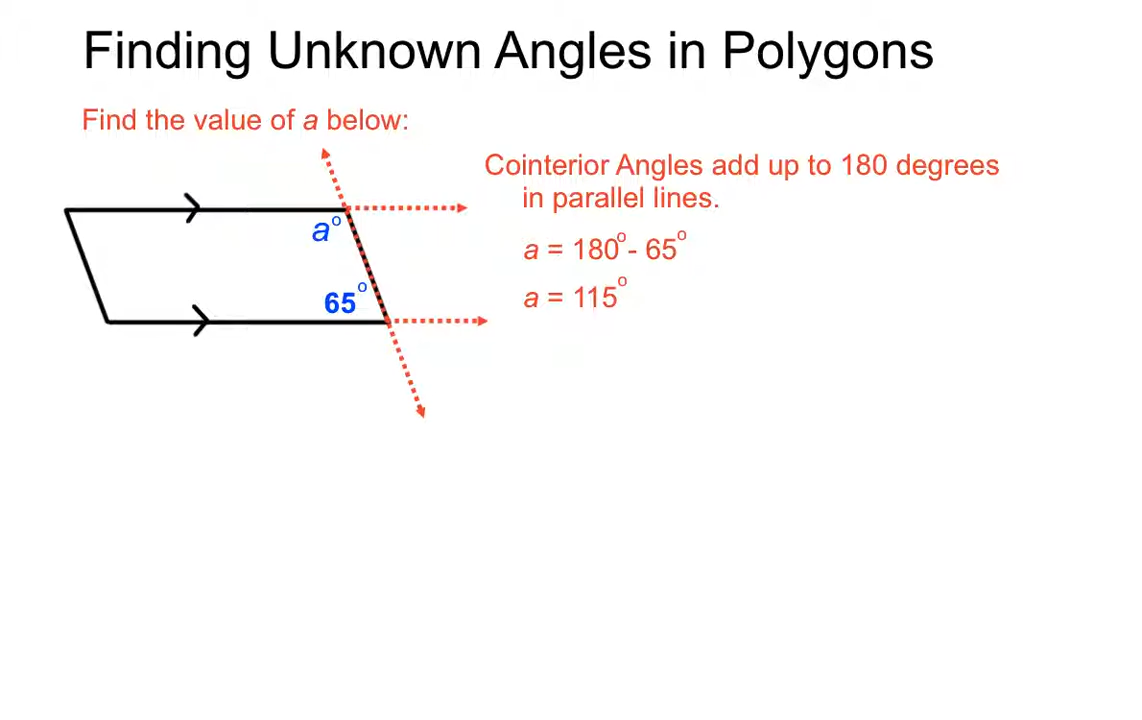 Finding Unknown Angles in Polygons
Find the value of a below:
Cointerior Angles add up to 180 degrees
in parallel lines.
a = 180° - 65°
a = 115°
a°
65°